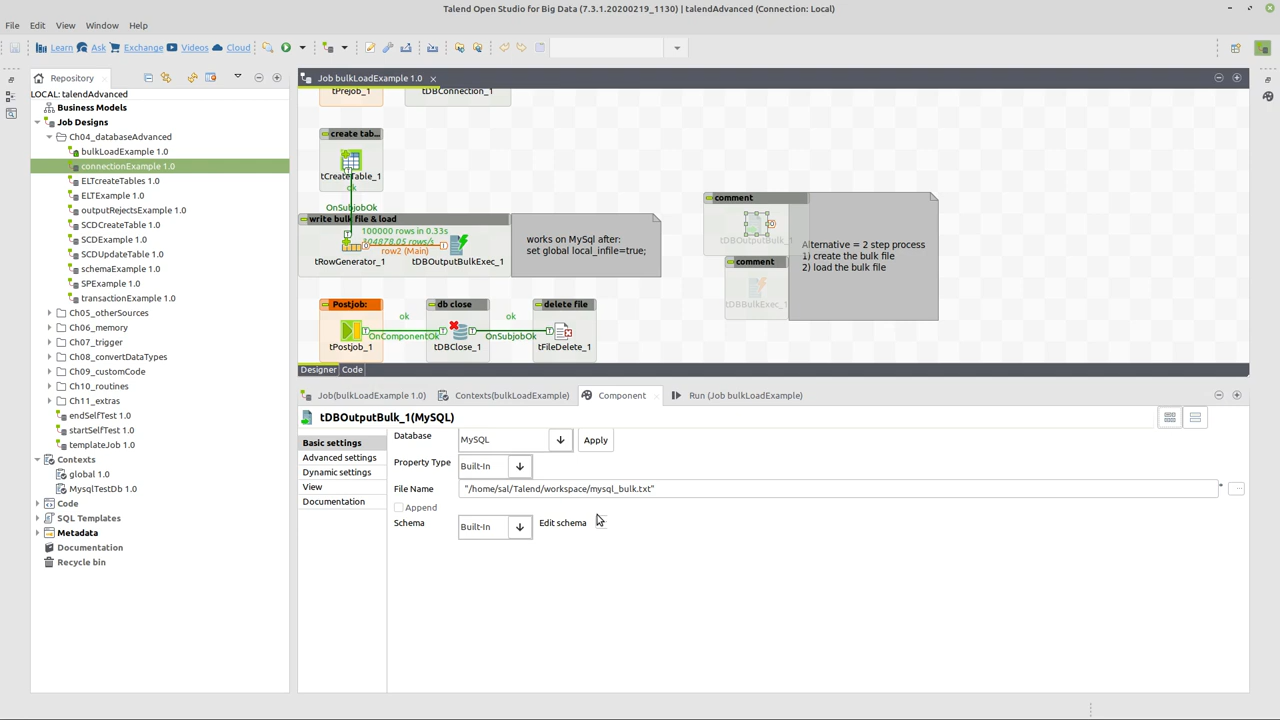 Talend Open Studio for Big Data (7.3.1.20200219_1130) | talendAdvanced (Connection: Local)
File Edit View Window Help
Learn Ask Exchange Videos Cloud
Repository
LOCAL: talendAdvanced
Business Models
Job Designs
Ch04_databaseAdvanced
bulkLoadExample 1.0
connectionExample 1.0
ELTcreateTables 1.0
ELTExample 1.0
outputRejectsExample 1.0
SCDCreateTable 1.0
SCDExample 1.0
SCDUpdateTable 1.0
schemaExample 1.0
SPExample 1.0
transactionExample 1.0
Ch05_otherSources
Ch06_memory
Ch07_trigger
Ch08_convertDataTypes
Ch09_customCode
Ch10_routines
Ch11_extras
endSelfTest 1.0
startSelfTest 1.0
templateJob 1.0
Contexts
global 1.0
MysqlTestDb 1.0
Code
SQL Templates
Metadata
Documentation
Recycle bin
Job bulkLoadExample 1.0
tPrejob_1 tDBConnection_1
create tab...
tCreateTable_1
ok
OnSubjobOk
write bulk file & load
100000 rows in 0.33s
304878.05 rows/s
row2 (Main)
tRowGenerator_1 tDBOutputBulkExec_1
works on MySql after:
set global local_infile=true;
comment
tDBOutputBulk_1
comment
tDBBulkExec_1
Alternative = 2 step process
1) create the bulk file
2) load the bulk file
Postjob: db close delete file
ok ok
OnComponentOk OnSubjobOk
tPostjob_1 tDBClose_1 tFileDelete_1
Designer Code
Job(bulkLoadExample 1.0) Contexts(bulkLoadExample) Component Run (Job bulkLoadExample)
tDBOutputBulk_1(MySQL)
Basic settings
Advanced settings
Dynamic settings
View
Documentation
Database MySQL Apply
Property Type Built-In
File Name "/home/sal/Talend/workspace/mysql_bulk.txt" *
Append
Schema Built-In Edit schema